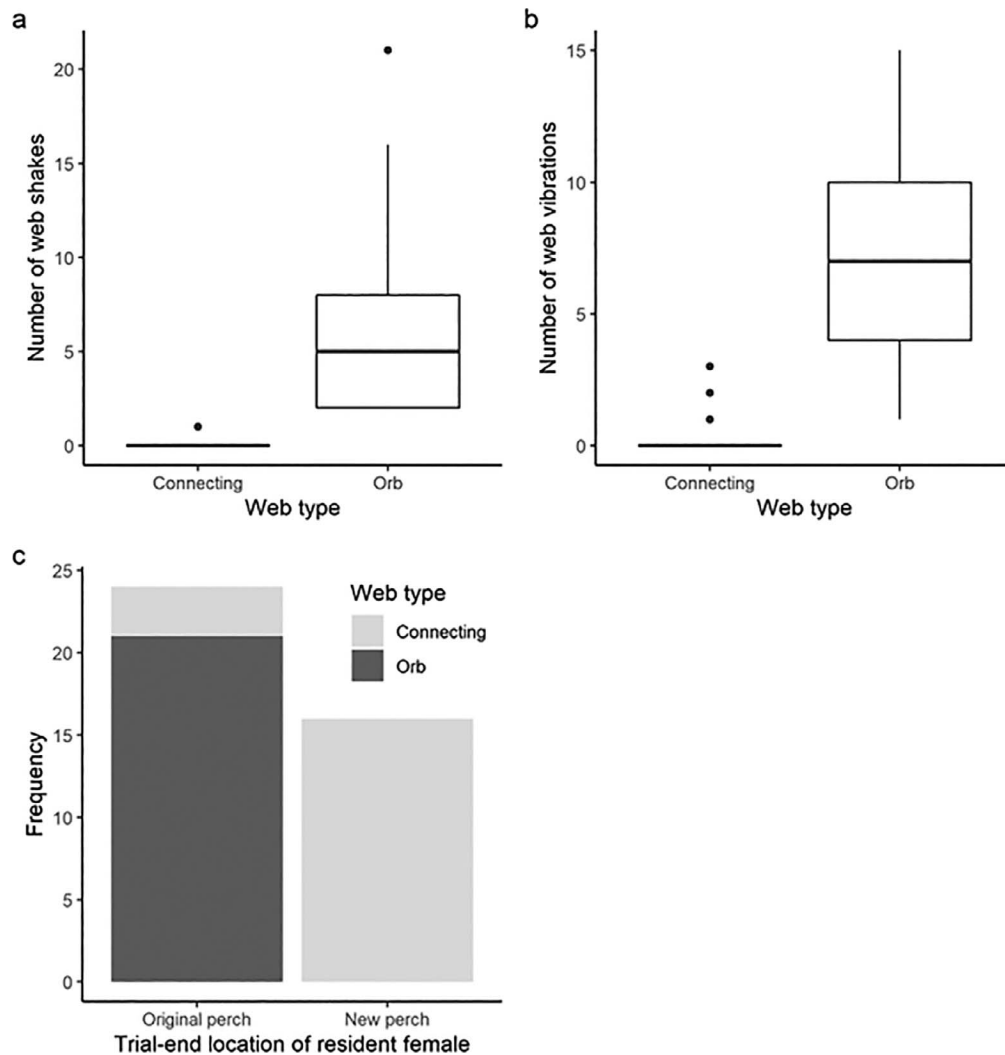 a
Number of web shakes
20
15
10
5
0
Connecting Orb
Web type
b
Number of web vibrations
15
10
5
0
Connecting Orb
Web type
c
Frequency
25
20
15
10
5
0
Web type
Connecting
Orb
Original perch New perch
Trial-end location of resident female